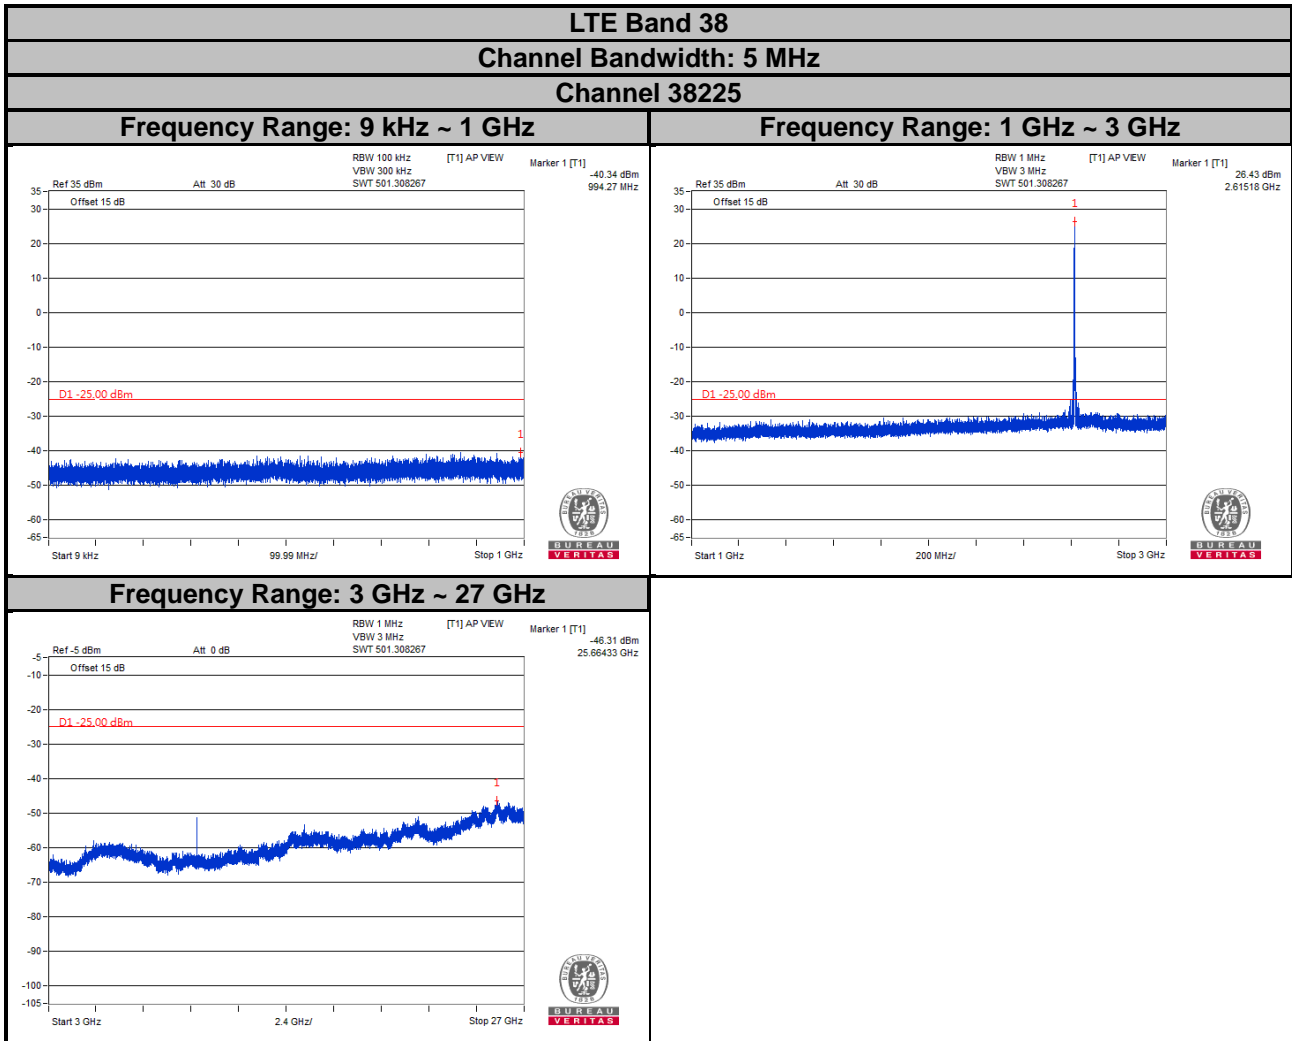 LTE Band 38
Channel Bandwidth: 5 MHz
Channel 38225
Frequency Range: 9 kHz ~ 1 GHz
RBW 100 kHz [T1] AP VIEW
VBW 300 kHz
Ref 35 dBm Att 30 dB SWT 501.308267
Marker 1 [T1]
-40.34 dBm
994.27 MHz
Offset 15 dB
35
30
20
10
0
-10
-20
-30
-40
-50
-60
-65
D1 -25.00 dBm
1
Start 9 kHz 99.99 MHz/ Stop 1 GHz
BUREAU VERITAS
1828
BUREAU
VERITAS
Frequency Range: 1 GHz ~ 3 GHz
RBW 1 MHz [T1] AP VIEW
VBW 3 MHz
Ref 35 dBm Att 30 dB SWT 501.308267
Marker 1 [T1]
26.43 dBm
2.61518 GHz
Offset 15 dB
35
30
20
10
0
-10
-20
-30
-40
-50
-60
-65
D1 -25.00 dBm
1
Start 1 GHz 200 MHz/ Stop 3 GHz
BUREAU VERITAS
1828
BUREAU
VERITAS
Frequency Range: 3 GHz ~ 27 GHz
RBW 1 MHz [T1] AP VIEW
VBW 3 MHz
Ref -5 dBm Att 0 dB SWT 501.308267
Marker 1 [T1]
-46.31 dBm
25.66433 GHz
Offset 15 dB
-5
-10
-20
-30
-40
-50
-60
-70
-80
-90
-100
-105
D1 -25.00 dBm
1
Start 3 GHz 2.4 GHz/ Stop 27 GHz
BUREAU VERITAS
1828
BUREAU
VERITAS